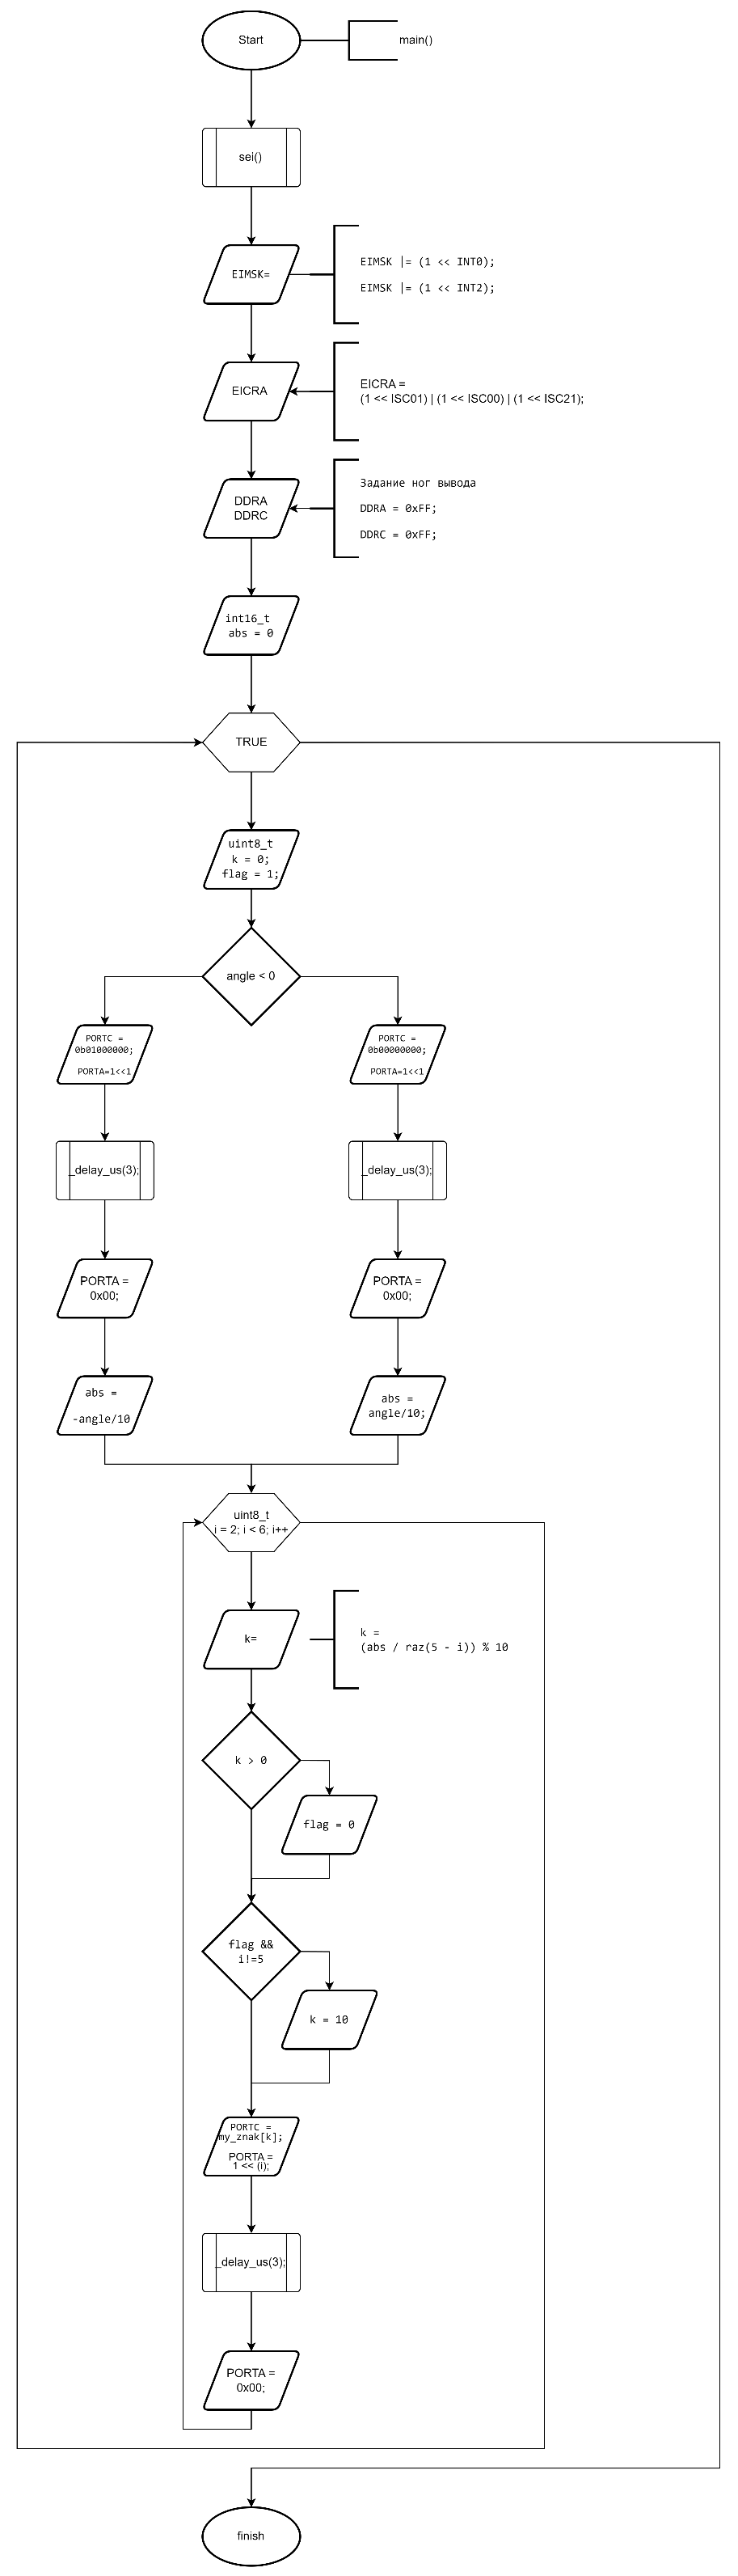 Start
main()
sei()
EIMSK=
EIMSK |= (1 << INT0);
EIMSK |= (1 << INT2);
EICRA
EICRA =
(1 << ISC01) | (1 << ISC00) | (1 << ISC21);
DDRA
DDRC
Задание ног вывода
DDRA = 0xFF;
DDRC = 0xFF;
int16_t
abs = 0
TRUE
uint8_t
k = 0;
flag = 1;
angle < 0
PORTC =
0b01000000;
PORTA=1<<1
PORTC =
0b00000000;
PORTA=1<<1
_delay_us(3);
_delay_us(3);
PORTA =
0x00;
PORTA =
0x00;
abs =
-angle/10
abs =
angle/10;
uint8_t
i = 2; i < 6; i++
k=
k =
(abs / raz(5 - i)) % 10
k > 0
flag = 0
flag &&
i!=5
k = 10
PORTC =
my_znak[k];
PORTA =
1 << (i);
_delay_us(3);
PORTA =
0x00;
finish